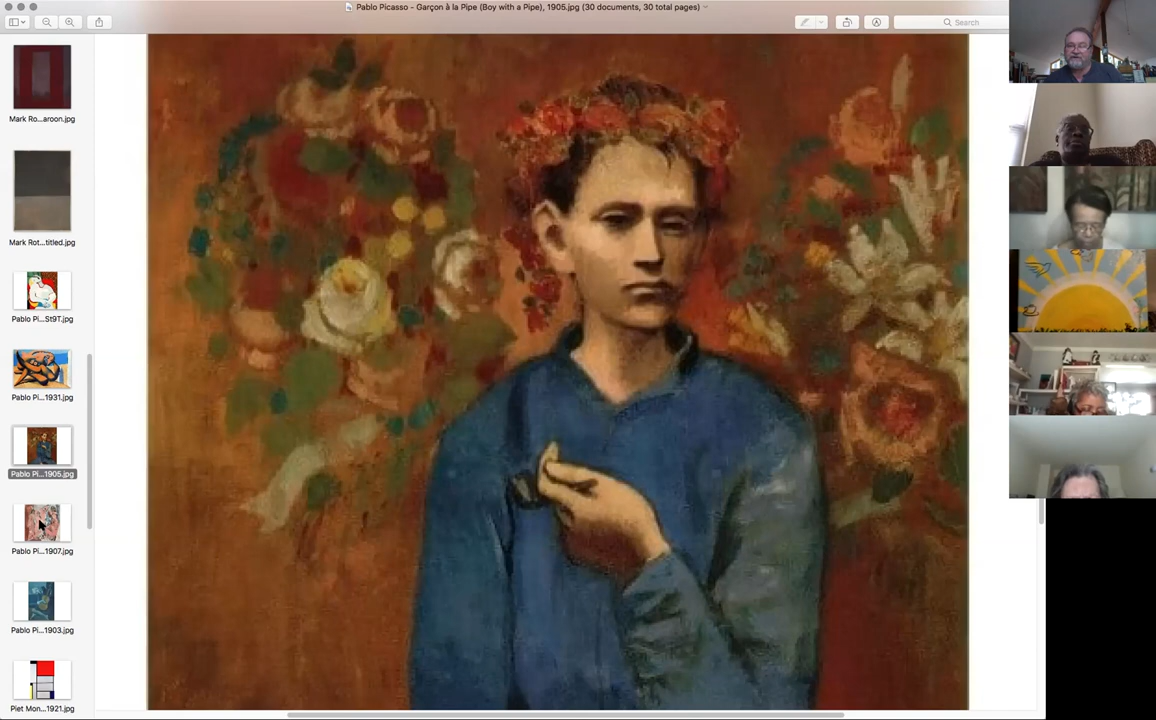 Pablo Picasso - Garçon à la Pipe (Boy with a Pipe), 1905.jpg (30 documents, 30 total pages)
Search
Mark Ro...aroon.jpg
Mark Rot...titled.jpg
Pablo Pi...St9T.jpg
Pablo Pi...1931.jpg
Pablo Pi...1905.jpg
Pablo Pi...1907.jpg
Pablo Pi...1903.jpg
Piet Mon...1921.jpg